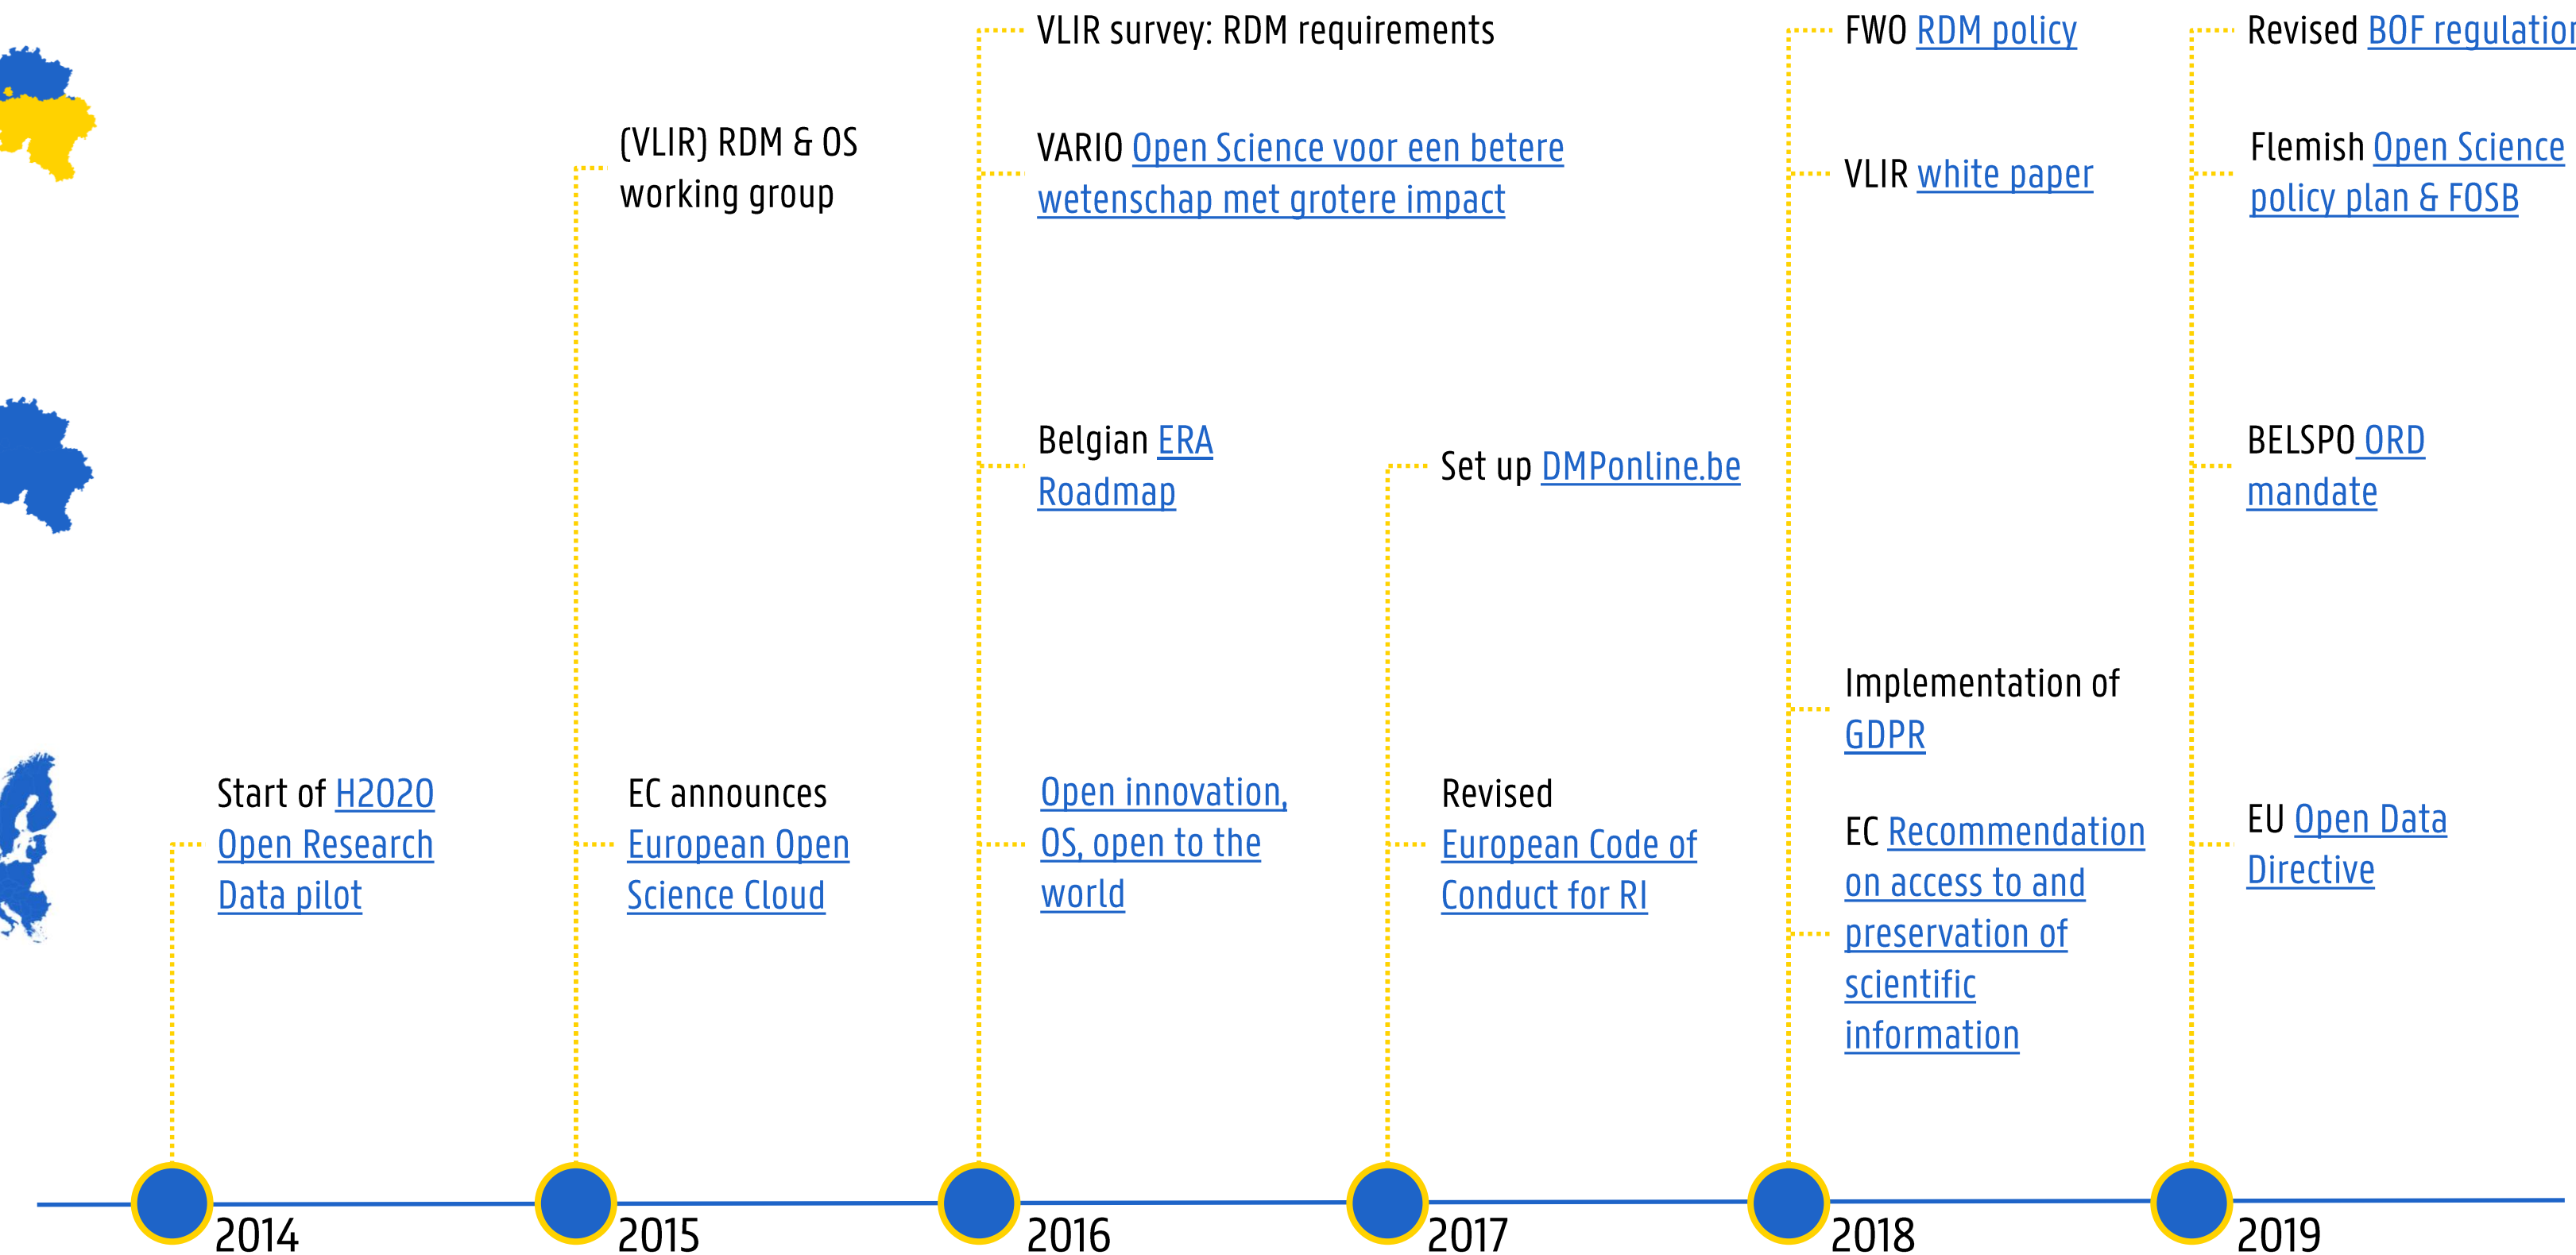 VLIR survey: RDM requirements
FWO RDM policy
Revised BOF regulation
(VLIR) RDM & OS
working group
VARIO Open Science voor een betere
wetenschap met grotere impact
VLIR white paper
Flemish Open Science
policy plan & FOSB
Belgian ERA
Roadmap
Set up DMPonline.be
BELSPO ORD
mandate
Start of H2020
Open Research
Data pilot
EC announces
European Open
Science Cloud
Open innovation,
OS, open to the
world
Revised
European Code of
Conduct for RI
Implementation of
GDPR
EC Recommendation
on access to and
preservation of
scientific
information
EU Open Data
Directive
2014
2015
2016
2017
2018
2019